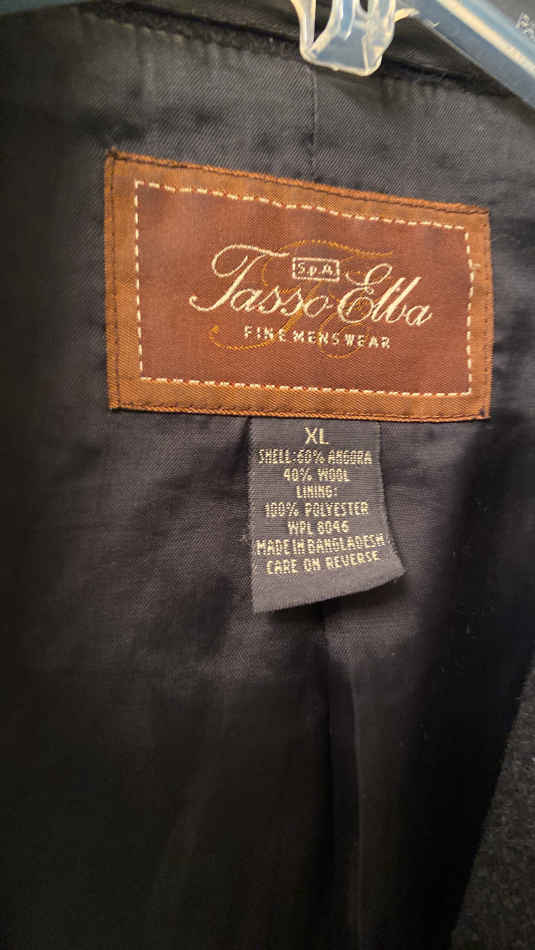 S.p.A.
Tasso Elba
FINE MENSWEAR
XL
SHELL:60% ANGORA
40% WOOL
LINING:
100% POLYESTER
WPL 8046
MADE IN BANGLADESH
CARE ON REVERSE